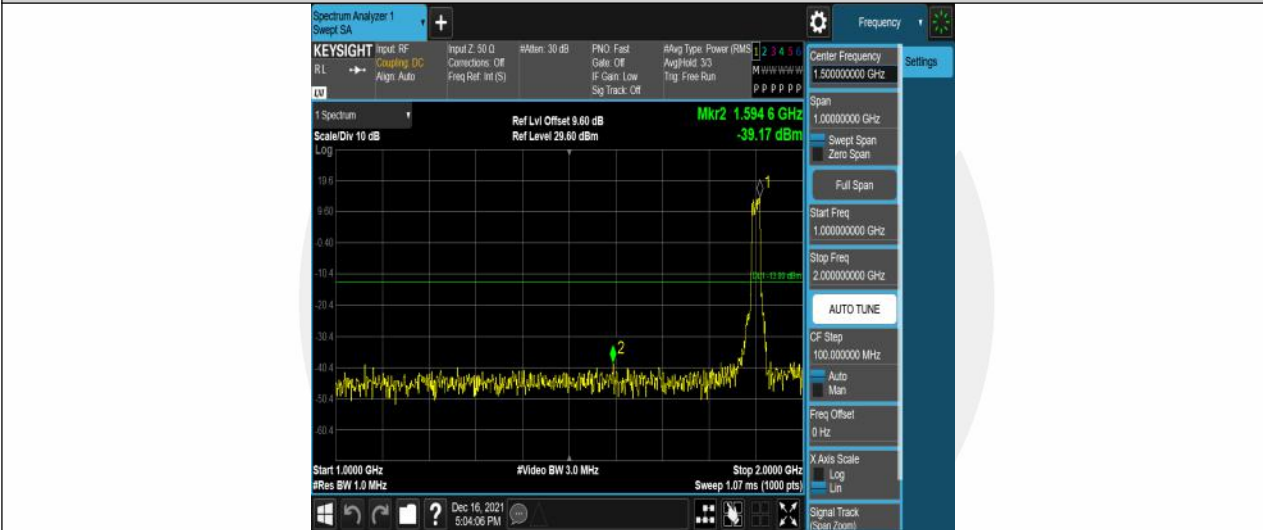 Spectrum Analyzer 1
Swept SA
+
Frequency
KEYSIGHT
RL
LV
Input: RF
Coupling: DC
Align: Auto
Input Z: 50 Ω
Corrections: Off
Freq Ref: Int (S)
#Atten: 30 dB
PNO: Fast
Gate: Off
IF Gain: Low
Sig Track: Off
#Avg Type: Power (RMS
Avg|Hold: 3/3
Trig: Free Run
1 2 3 4 5 6
M W W W W W
P P P P P P
1 Spectrum
Scale/Div 10 dB
Log
Ref Lvl Offset 9.60 dB
Ref Level 29.60 dBm
Mkr2 1.594 6 GHz
-39.17 dBm
19.6
9.60
-0.40
-10.4
-20.4
-30.4
-40.4
-50.4
-60.4
1
DL1 -13.00 dBm
2
Start 1.0000 GHz
#Res BW 1.0 MHz
#Video BW 3.0 MHz
Stop 2.0000 GHz
Sweep 1.07 ms (1000 pts)
?
Dec 16, 2021
5:04:06 PM
Center Frequency
1.500000000 GHz
Settings
Span
1.00000000 GHz
Swept Span
Zero Span
Full Span
Start Freq
1.000000000 GHz
Stop Freq
2.000000000 GHz
AUTO TUNE
CF Step
100.000000 MHz
Auto
Man
Freq Offset
0 Hz
X Axis Scale
Log
Lin
Signal Track
(Span Zoom)